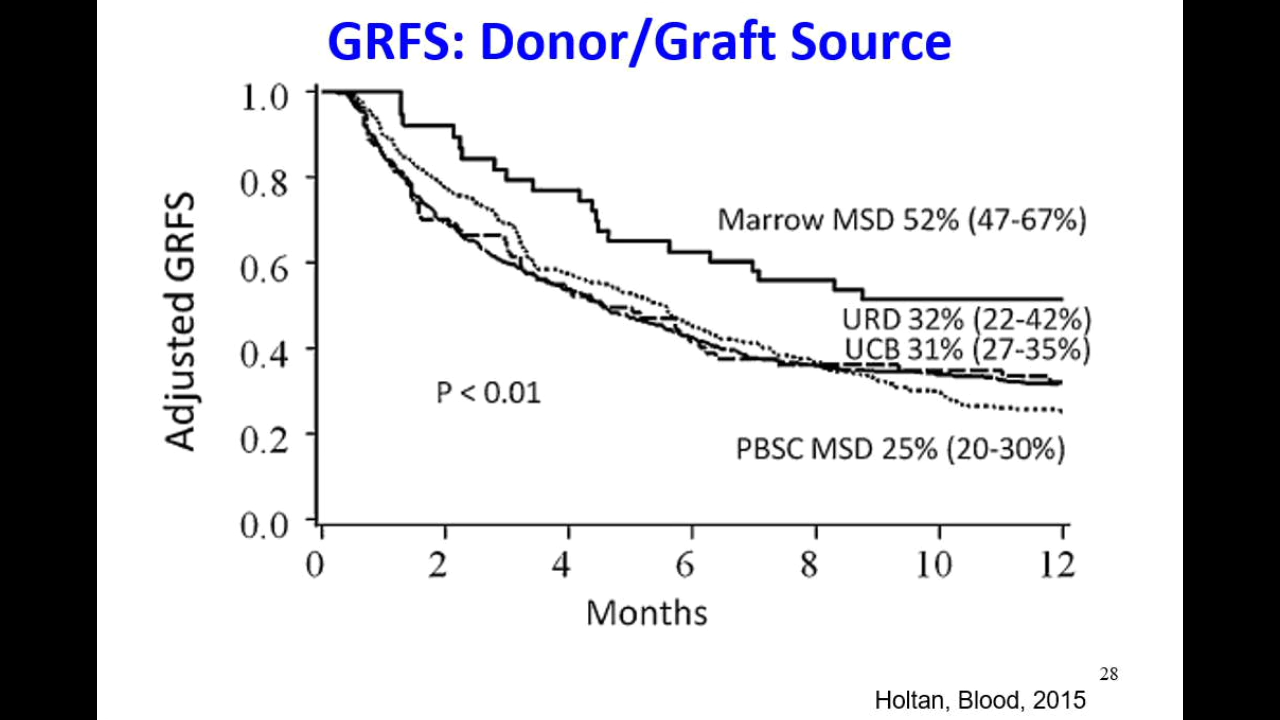 GRFS: Donor/Graft Source
Adjusted GRFS
1.0
0.8
0.6
0.4
0.2
0.0
Marrow MSD 52% (47-67%)
URD 32% (22-42%)
UCB 31% (27-35%)
P < 0.01
PBSC MSD 25% (20-30%)
0 2 4 6 8 10 12
Months
28
Holtan, Blood, 2015